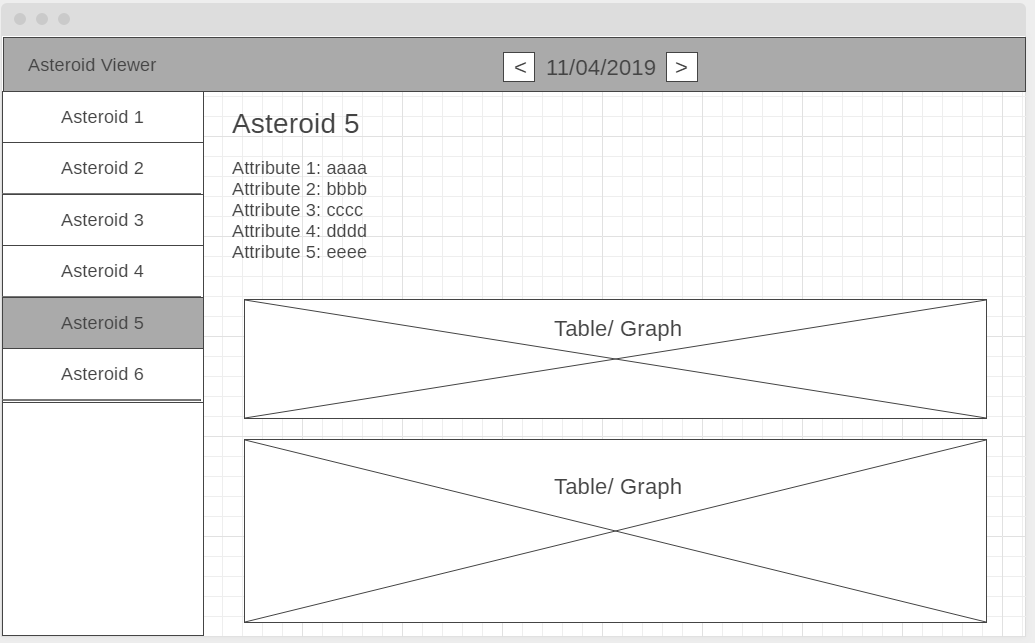 Asteroid Viewer
< 11/04/2019 >
Asteroid 1
Asteroid 2
Asteroid 3
Asteroid 4
Asteroid 5
Asteroid 6
Asteroid 5
Attribute 1: aaaa
Attribute 2: bbbb
Attribute 3: cccc
Attribute 4: dddd
Attribute 5: eeee
Table/ Graph
Table/ Graph